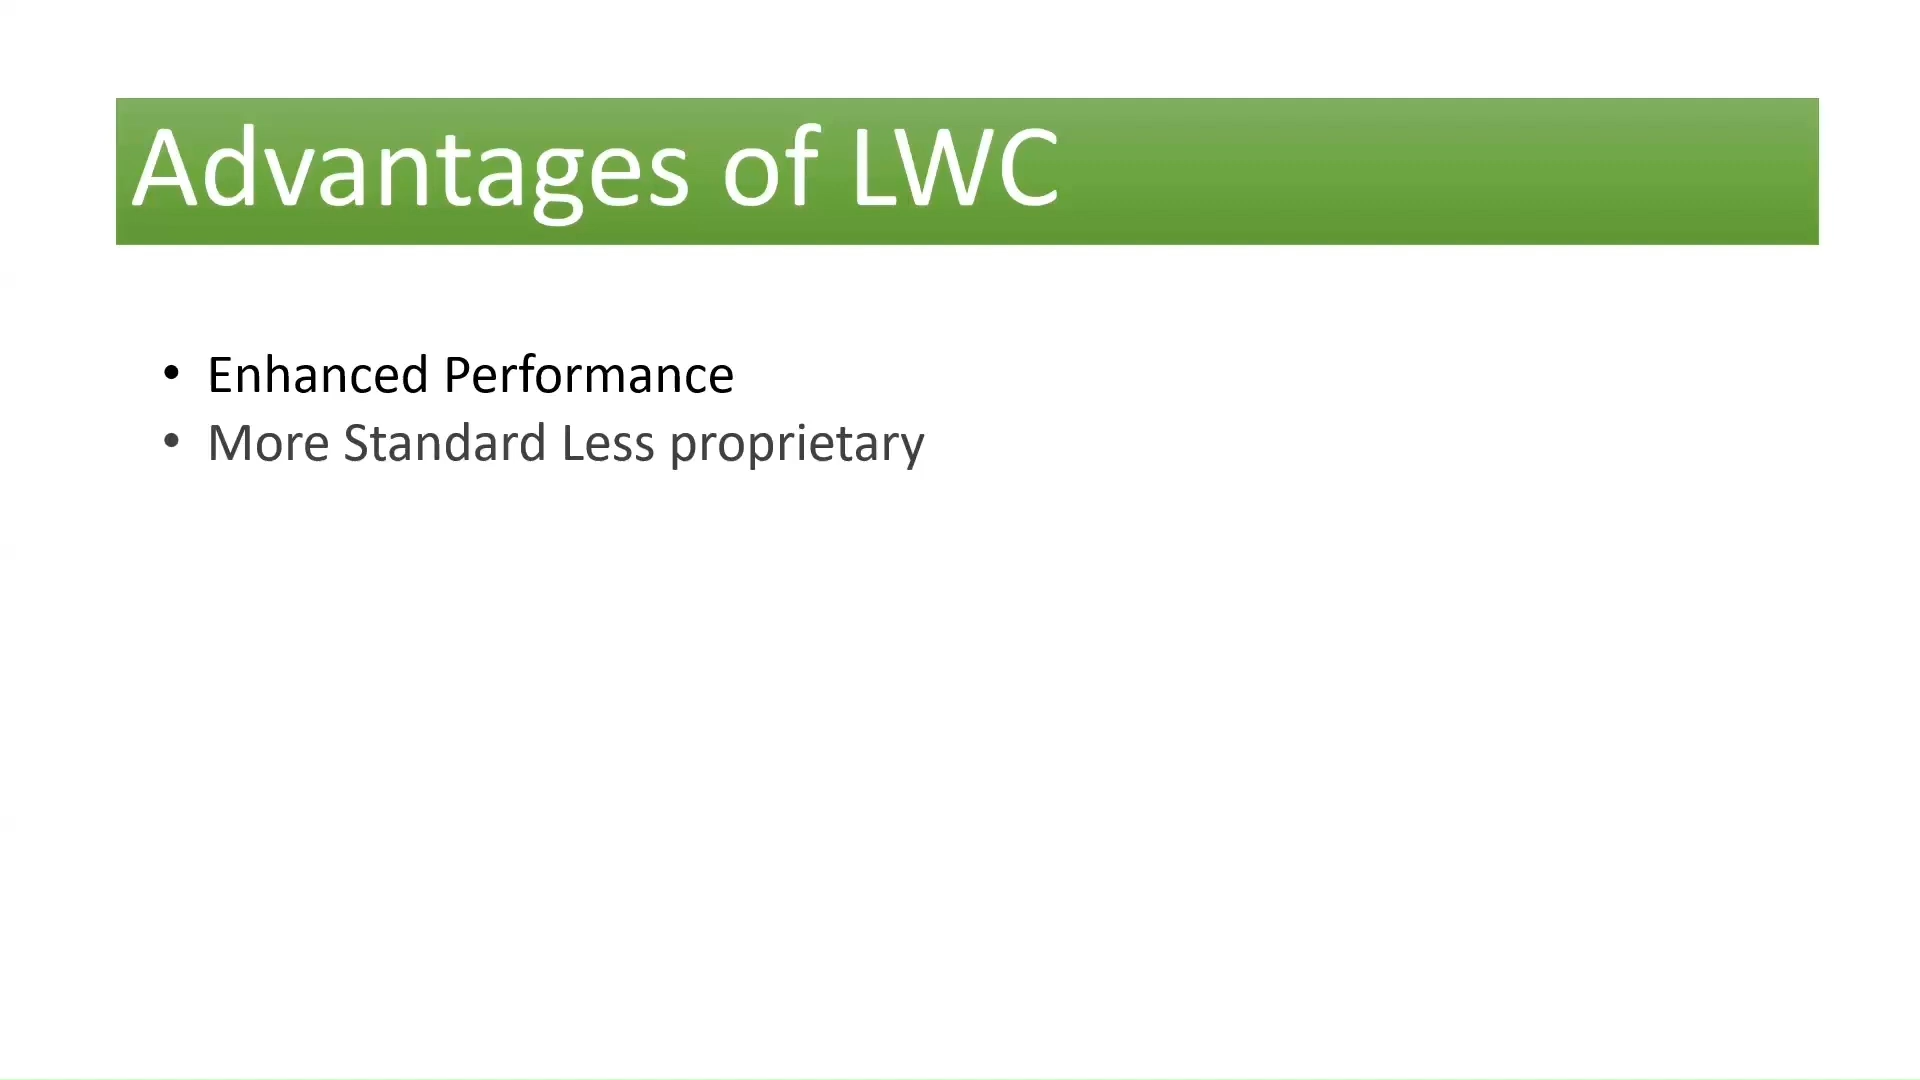 Advantages of LWC
• Enhanced Performance
• More Standard Less proprietary